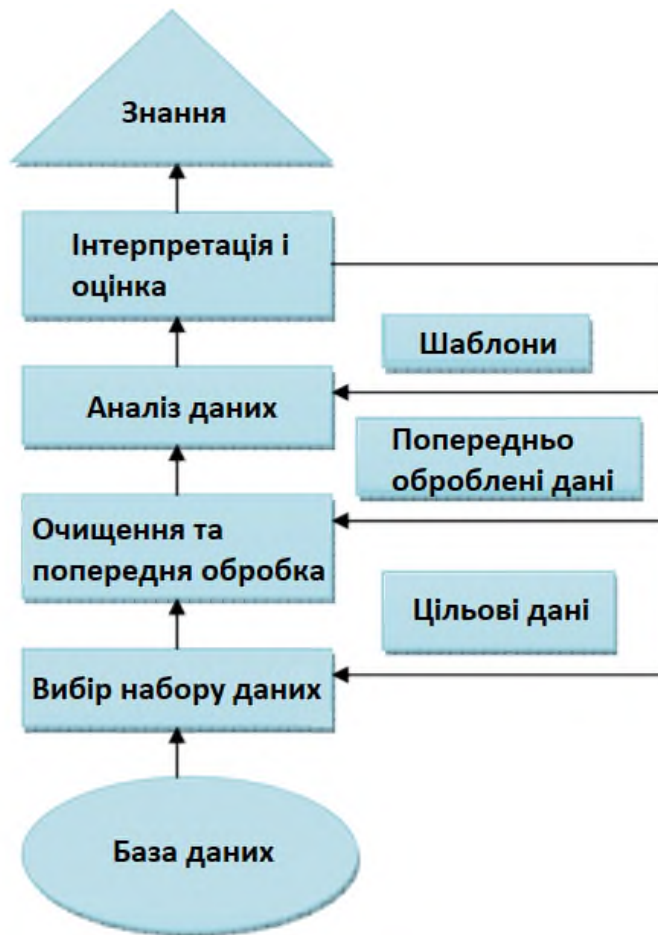 Знання
Інтерпретація і
оцінка
Шаблони
Аналіз даних
Попередньо
оброблені дані
Очищення та
попередня обробка
Цільові дані
Вибір набору даних
База даних